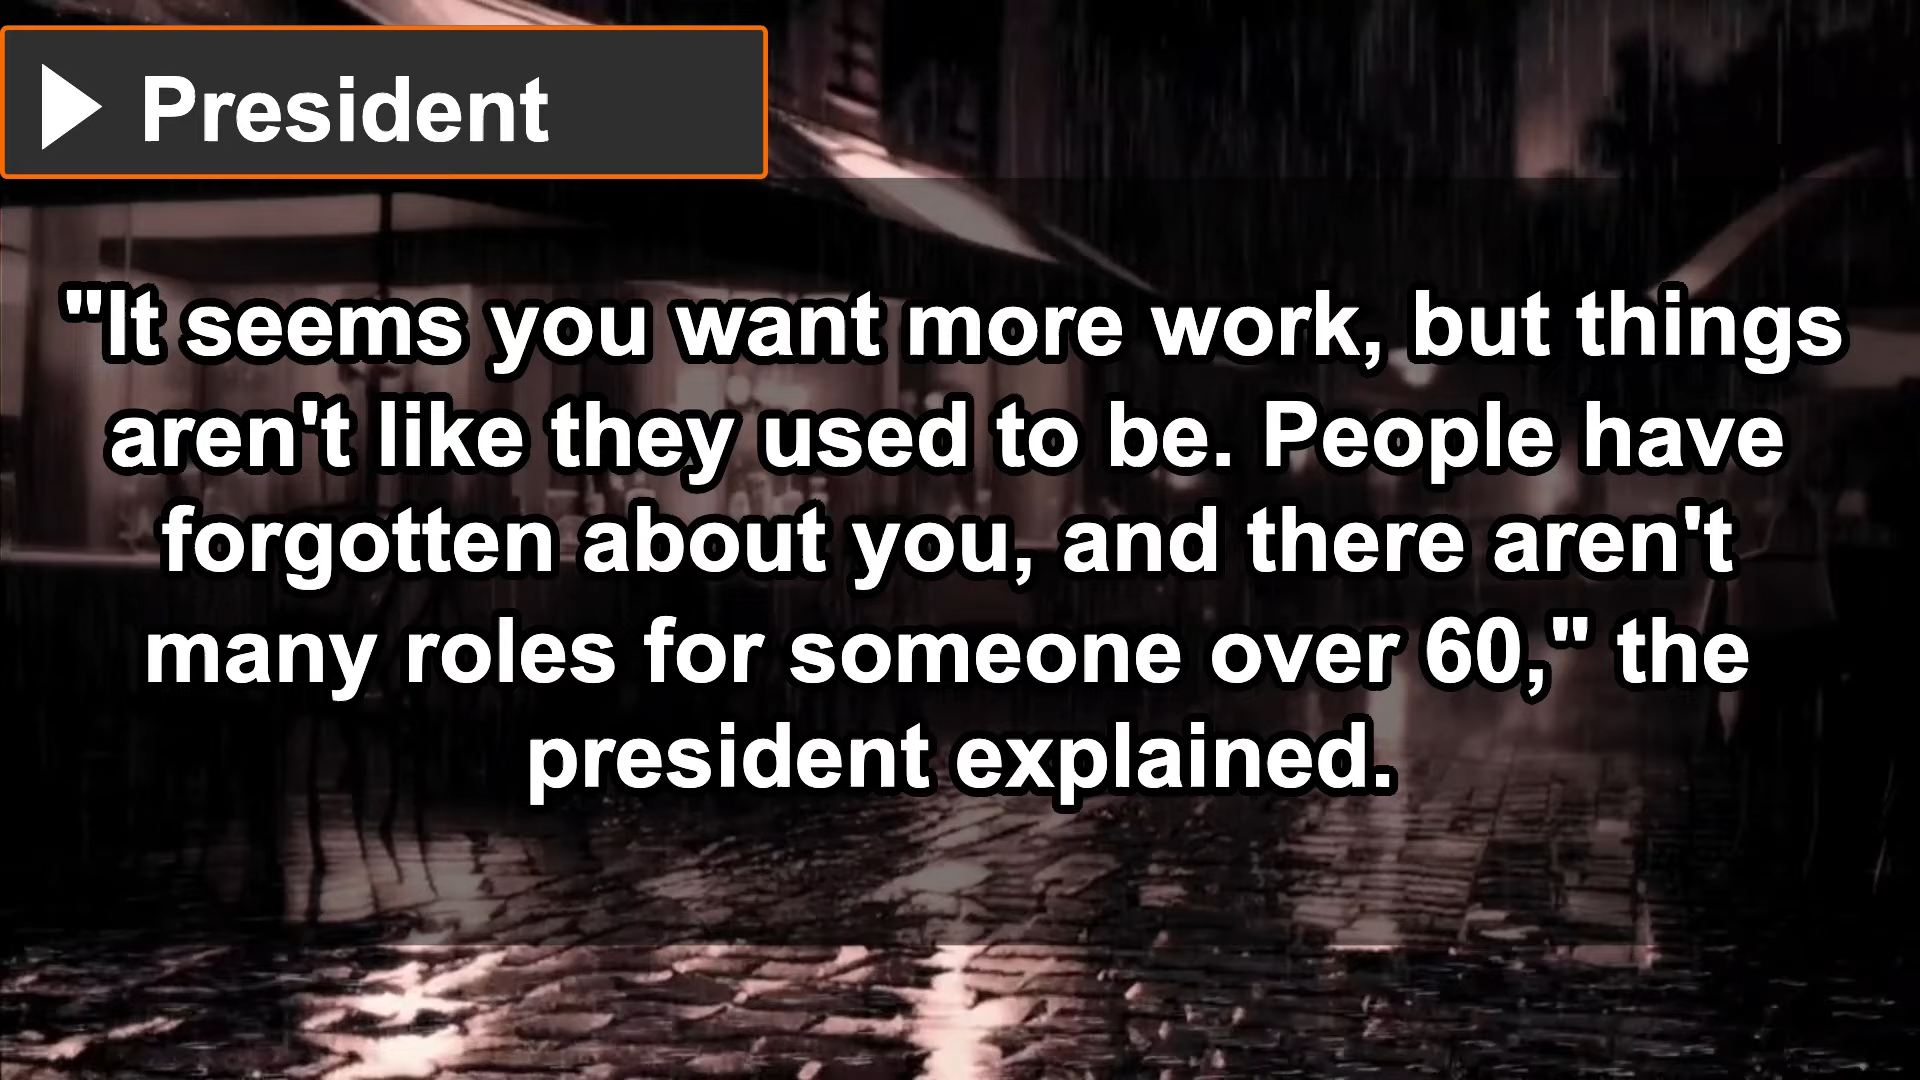 President
"It seems you want more work, but things
aren't like they used to be. People have
forgotten about you, and there aren't
many roles for someone over 60," the
president explained.